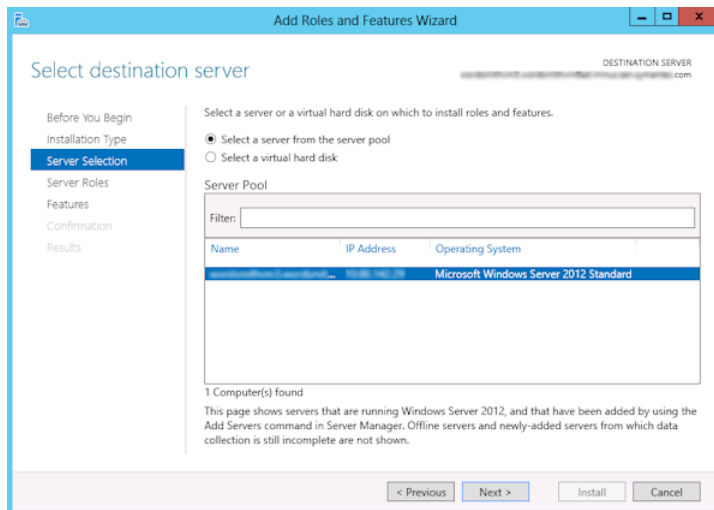 Add Roles and Features Wizard
Select destination server
DESTINATION SERVER
.com
Before You Begin
Installation Type
Server Selection
Server Roles
Features
Confirmation
Results
Select a server or a virtual hard disk on which to install roles and features.
Select a server from the server pool
Select a virtual hard disk
Server Pool
Filter:
Name IP Address Operating System
... Microsoft Windows Server 2012 Standard
1 Computer(s) found
This page shows servers that are running Windows Server 2012, and that have been added by using the
Add Servers command in Server Manager. Offline servers and newly-added servers from which data
collection is still incomplete are not shown.
< Previous Next > Install Cancel